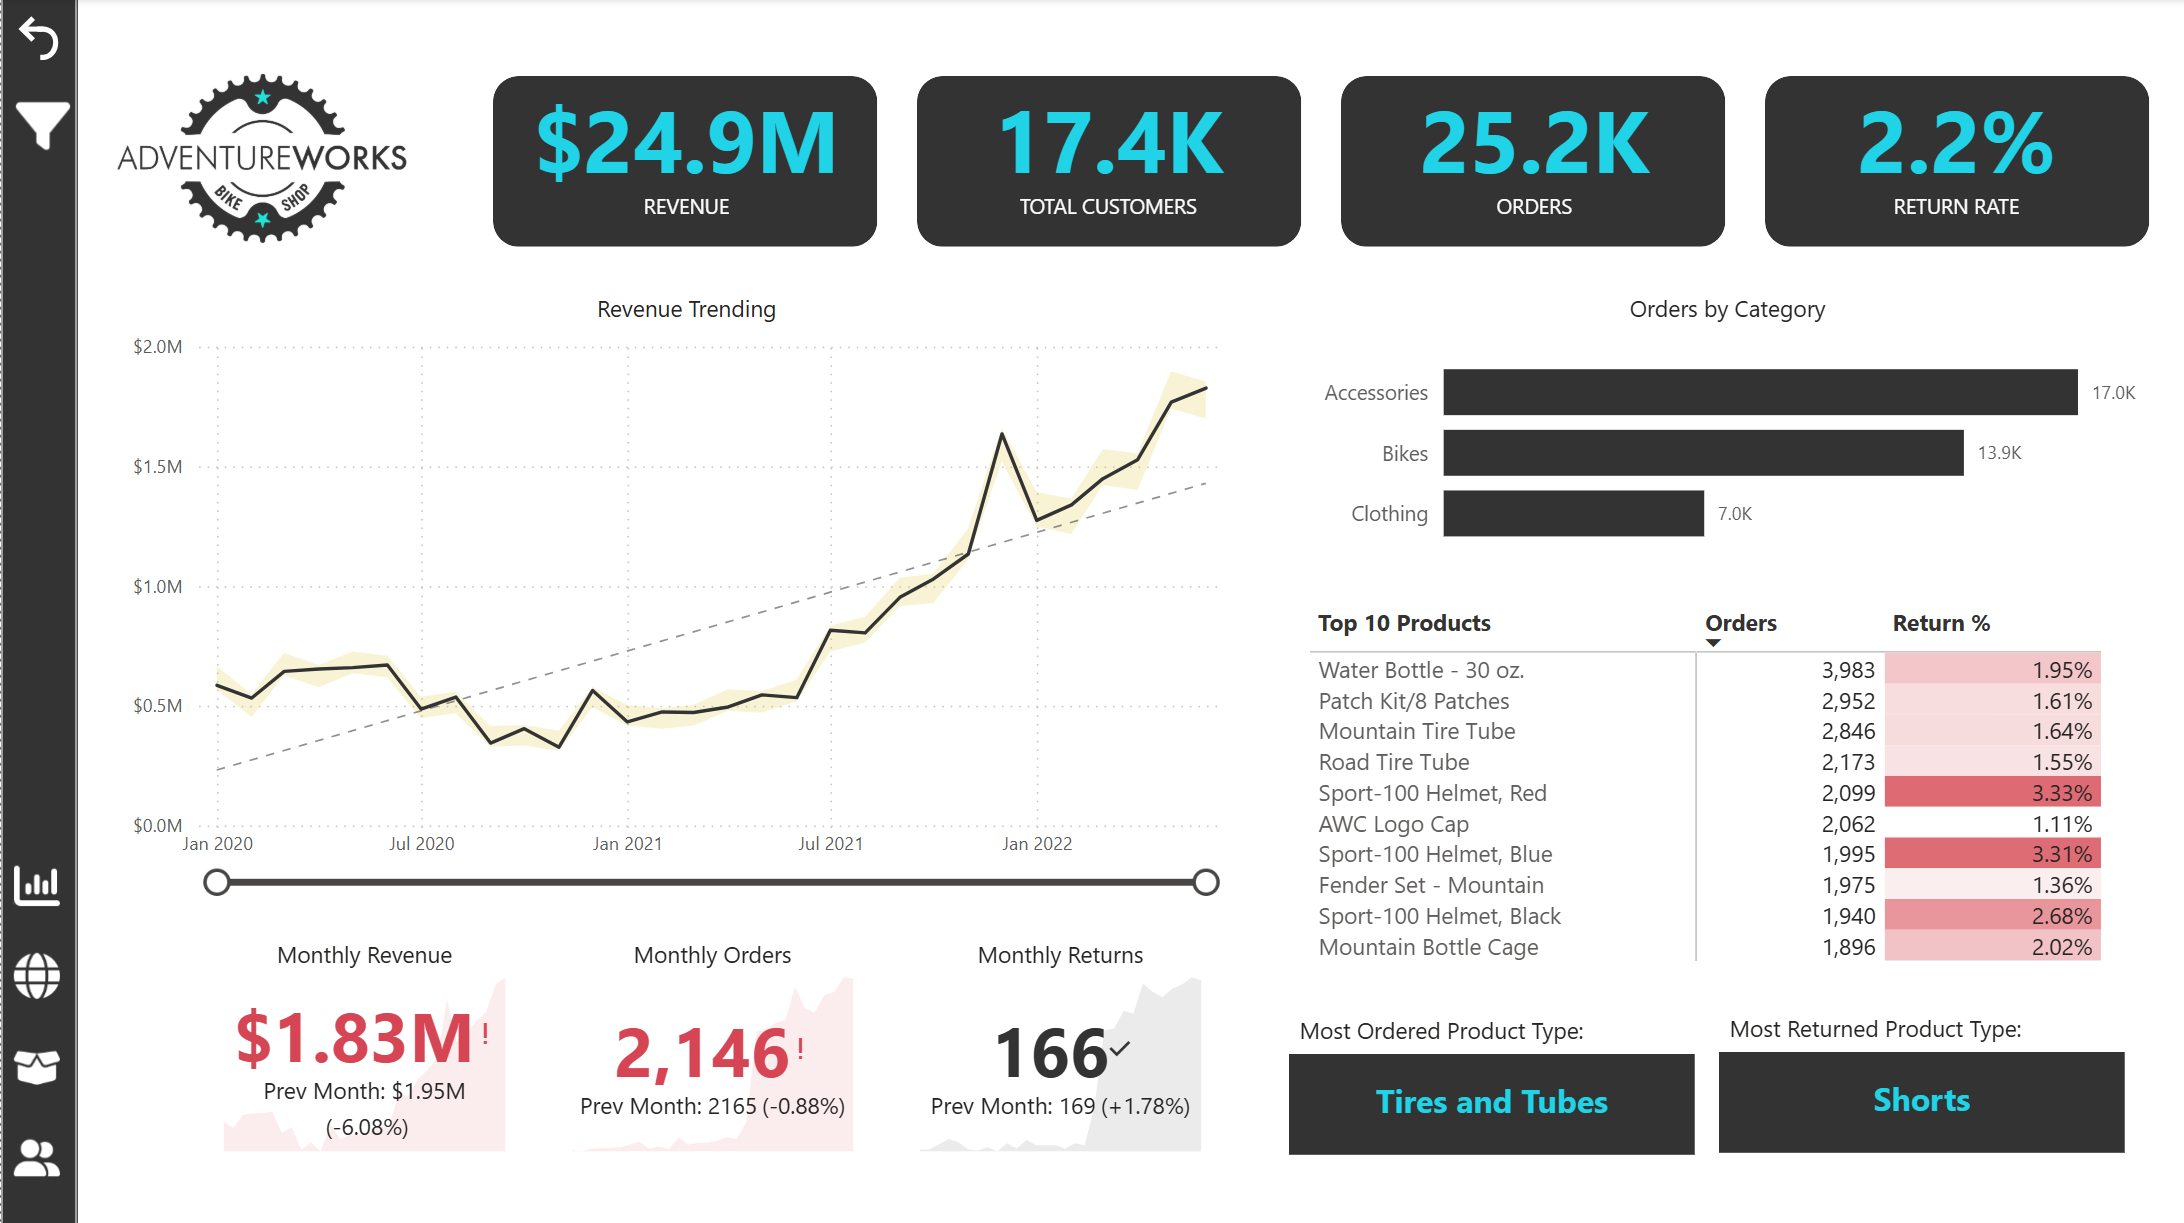 ADVENTUREWORKS
BIKE SHOP
$24.9M
REVENUE
17.4K
TOTAL CUSTOMERS
25.2K
ORDERS
2.2%
RETURN RATE
Revenue Trending
$2.0M
$1.5M
$1.0M
$0.5M
$0.0M
Jan 2020 Jul 2020 Jan 2021 Jul 2021 Jan 2022
Orders by Category
Accessories 17.0K
Bikes 13.9K
Clothing 7.0K
Top 10 Products Orders Return %
Water Bottle - 30 oz. 3,983 1.95%
Patch Kit/8 Patches 2,952 1.61%
Mountain Tire Tube 2,846 1.64%
Road Tire Tube 2,173 1.55%
Sport-100 Helmet, Red 2,099 3.33%
AWC Logo Cap 2,062 1.11%
Sport-100 Helmet, Blue 1,995 3.31%
Fender Set - Mountain 1,975 1.36%
Sport-100 Helmet, Black 1,940 2.68%
Mountain Bottle Cage 1,896 2.02%
Monthly Revenue
$1.83M!
Prev Month: $1.95M
(-6.08%)
Monthly Orders
2,146!
Prev Month: 2165 (-0.88%)
Monthly Returns
166✓
Prev Month: 169 (+1.78%)
Most Ordered Product Type:
Tires and Tubes
Most Returned Product Type:
Shorts